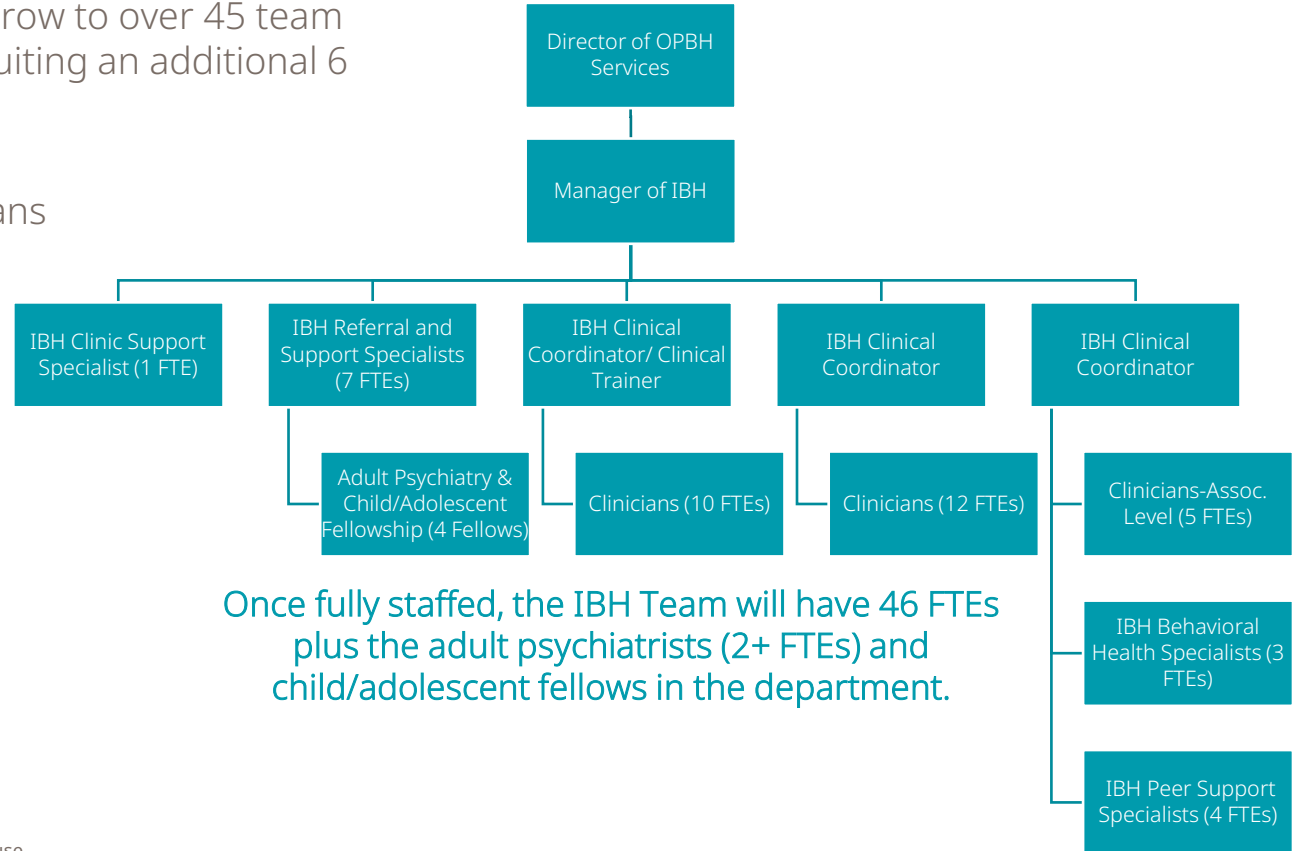 row to over 45 team
uiting an additional 6
ans
Director of OPBH
Services
Manager of IBH
IBH Clinic Support
Specialist (1 FTE)
IBH Referral and
Support Specialists
(7 FTEs)
IBH Clinical
Coordinator/ Clinical
Trainer
IBH Clinical
Coordinator
IBH Clinical
Coordinator
Adult Psychiatry &
Child/Adolescent
Fellowship (4 Fellows)
Clinicians (10 FTEs)
Clinicians (12 FTEs)
Clinicians-Assoc.
Level (5 FTEs)
IBH Behavioral
Health Specialists (3
FTEs)
IBH Peer Support
Specialists (4 FTEs)
Once fully staffed, the IBH Team will have 46 FTEs
plus the adult psychiatrists (2+ FTEs) and
child/adolescent fellows in the department.